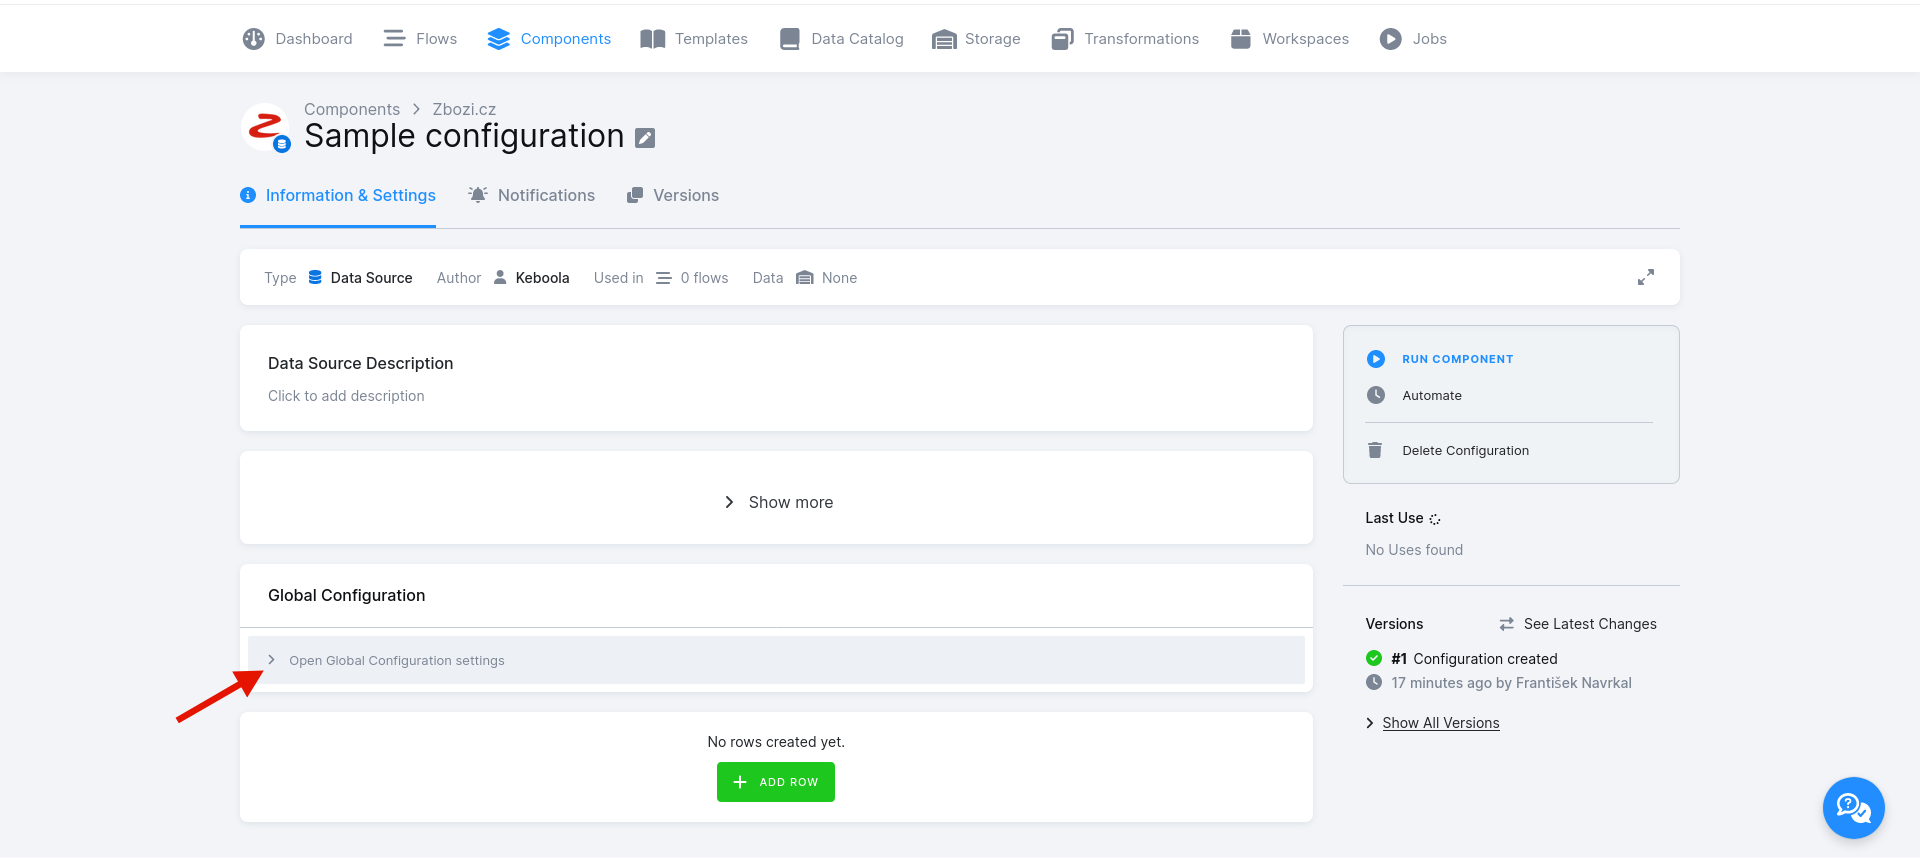 Dashboard Flows Components Templates Data Catalog Storage Transformations Workspaces Jobs
Components > Zbozi.cz
Sample configuration
Information & Settings Notifications Versions
Type Data Source Author Keboola Used in 0 flows Data None
Data Source Description
Click to add description
Show more
Global Configuration
Open Global Configuration settings
No rows created yet.
ADD ROW
RUN COMPONENT
Automate
Delete Configuration
Last Use
No Uses found
Versions See Latest Changes
#1 Configuration created
17 minutes ago by František Navrkal
Show All Versions